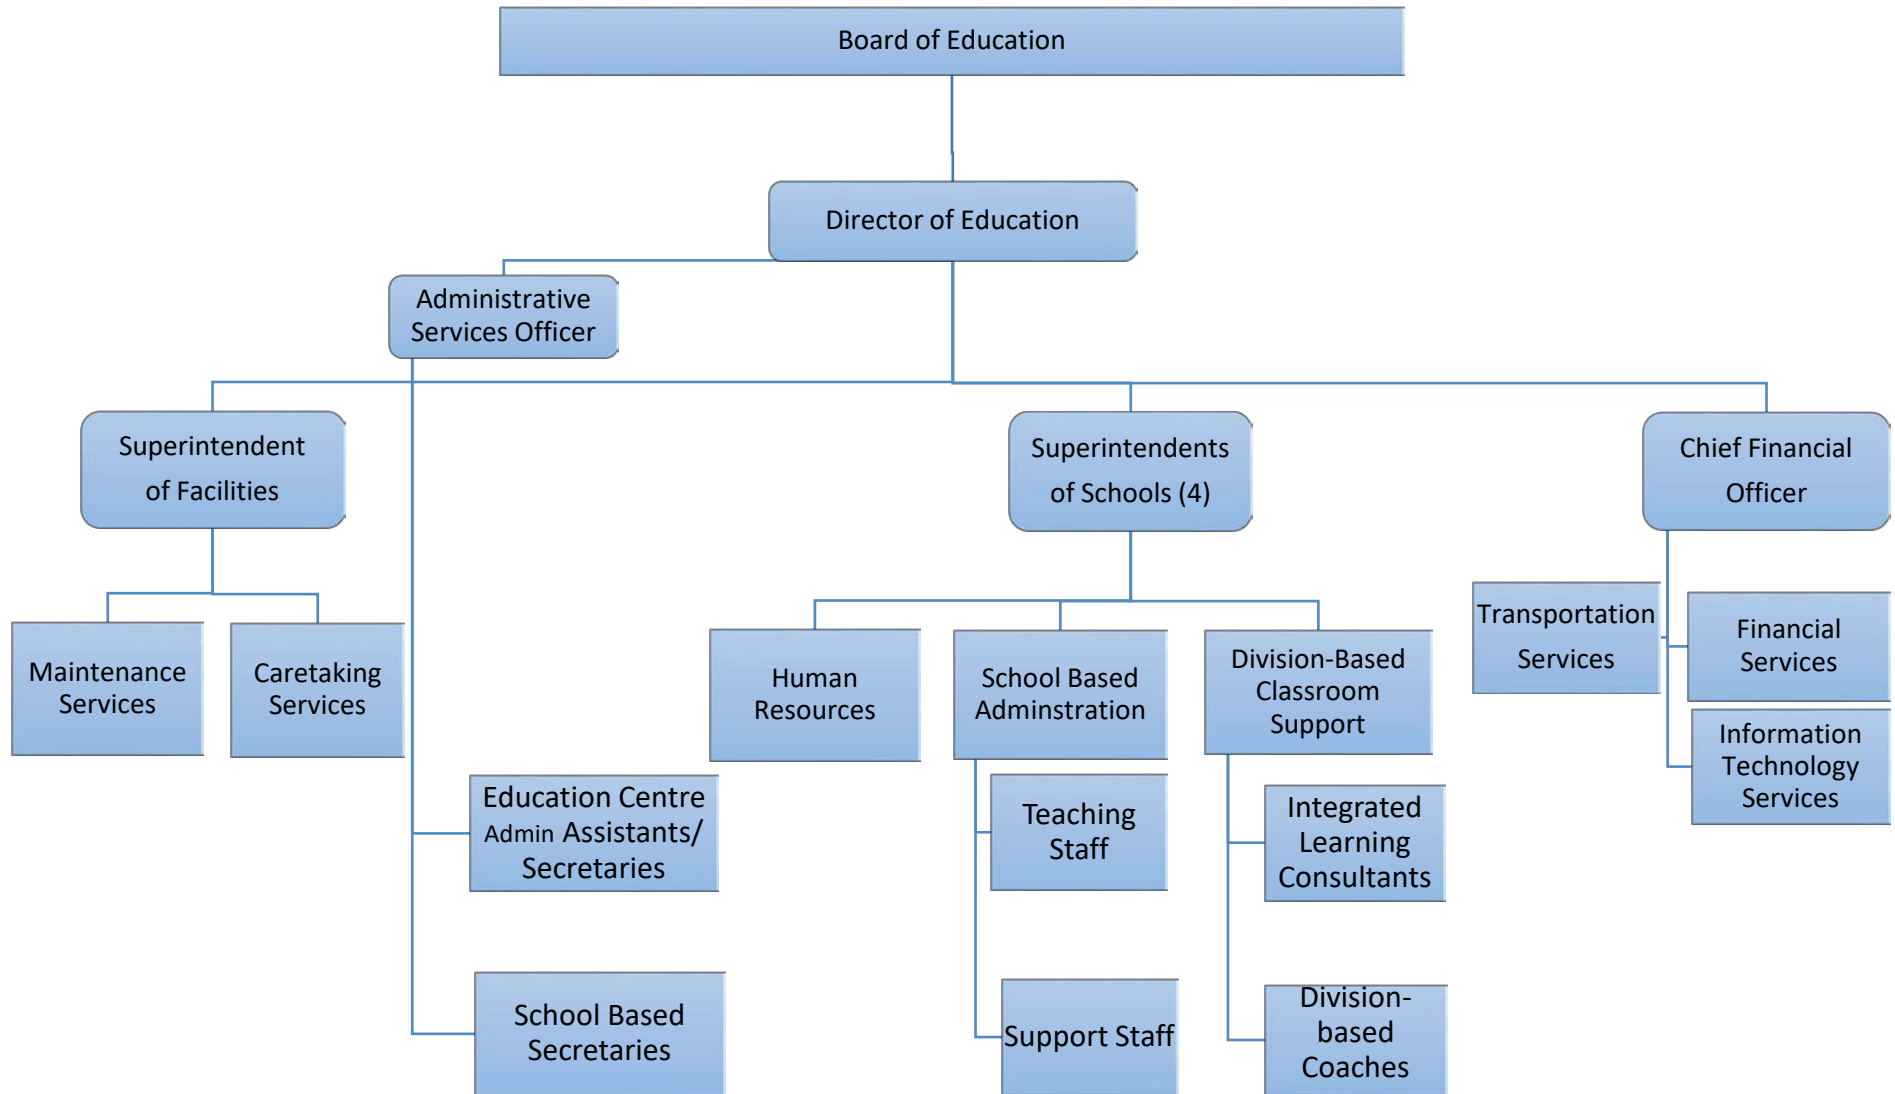 Board of Education
Director of Education
Administrative
Services Officer
Superintendent
of Facilities
Superintendents
of Schools (4)
Chief Financial
Officer
Maintenance
Services
Caretaking
Services
Human
Resources
School Based
Adminstration
Division-Based
Classroom
Support
Transportation
Services
Financial
Services
Information
Technology
Services
Education Centre
Admin Assistants/
Secretaries
Teaching
Staff
Integrated
Learning
Consultants
School Based
Secretaries
Support Staff
Division-
based
Coaches